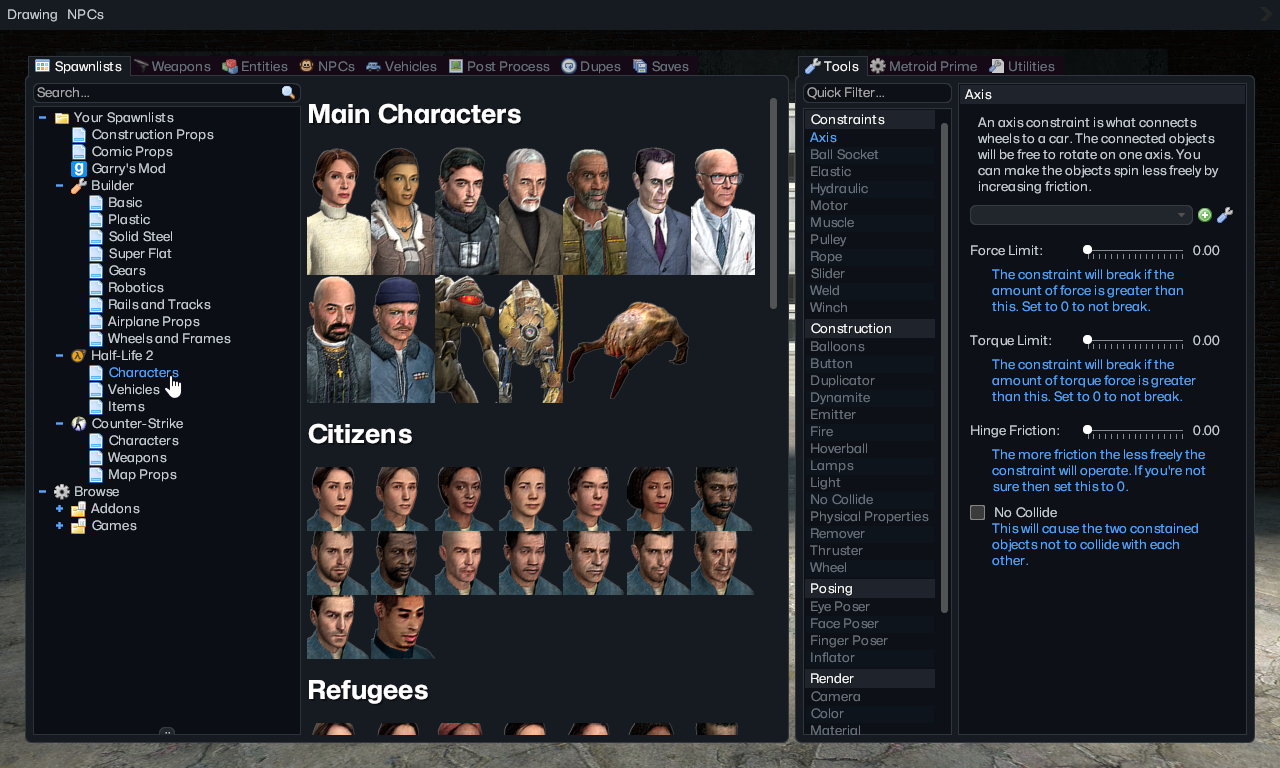 Drawing NPCs
Spawnlists Weapons Entities NPCs Vehicles Post Process Dupes Saves
Search...
Your Spawnlists
Construction Props
Comic Props
Garry's Mod
Builder
Basic
Plastic
Solid Steel
Super Flat
Gears
Robotics
Rails and Tracks
Airplane Props
Wheels and Frames
Half-Life 2
Characters
Vehicles
Items
Counter-Strike
Characters
Weapons
Map Props
Browse
Addons
Games
Main Characters
Citizens
Refugees
Tools Metroid Prime Utilities
Quick Filter...
Constraints
Axis
Ball Socket
Elastic
Hydraulic
Motor
Muscle
Pulley
Rope
Slider
Weld
Winch
Construction
Balloons
Button
Duplicator
Dynamite
Emitter
Fire
Hoverball
Lamps
Light
No Collide
Physical Properties
Remover
Thruster
Wheel
Posing
Eye Poser
Face Poser
Finger Poser
Inflator
Render
Camera
Color
Material
Axis
An axis constraint is what connects
wheels to a car. The connected objects
will be free to rotate on one axis. You
can make the objects spin less freely by
increasing friction.
Force Limit: 0.00
The constraint will break if the
amount of force is greater than
this. Set to 0 to not break.
Torque Limit: 0.00
The constraint will break if the
amount of torque force is greater
than this. Set to 0 to not break.
Hinge Friction: 0.00
The more friction the less freely the
constraint will operate. If you're not
sure then set this to 0.
No Collide
This will cause the two constained
objects not to collide with each
other.